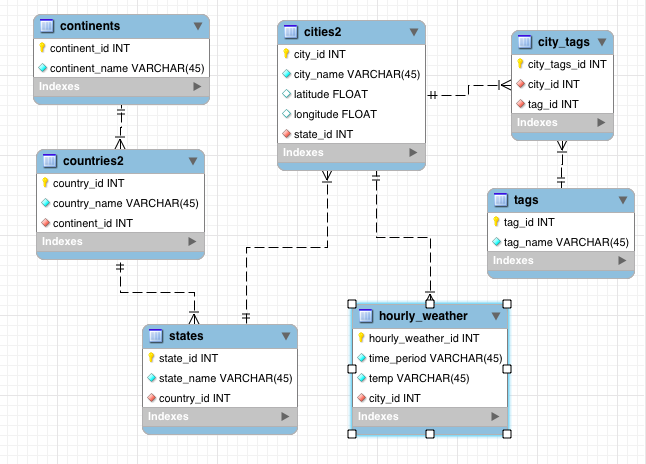 continents
continent_id INT
continent_name VARCHAR(45)
Indexes
countries2
country_id INT
country_name VARCHAR(45)
continent_id INT
Indexes
states
state_id INT
state_name VARCHAR(45)
country_id INT
Indexes
cities2
city_id INT
city_name VARCHAR(45)
latitude FLOAT
longitude FLOAT
state_id INT
Indexes
hourly_weather
hourly_weather_id INT
time_period VARCHAR(45)
temp VARCHAR(45)
city_id INT
Indexes
city_tags
city_tags_id INT
city_id INT
tag_id INT
Indexes
tags
tag_id INT
tag_name VARCHAR(45)
Indexes